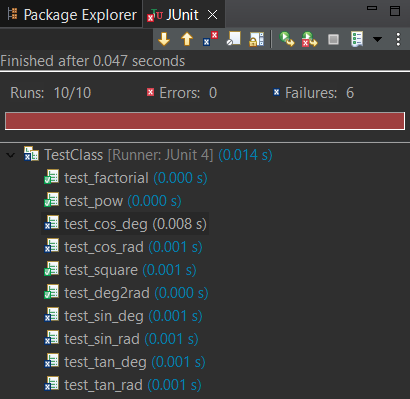 Package Explorer JUnit
Finished after 0.047 seconds
Runs: 10/10 Errors: 0 Failures: 6
TestClass [Runner: JUnit 4] (0.014 s)
test_factorial (0.000 s)
test_pow (0.000 s)
test_cos_deg (0.008 s)
test_cos_rad (0.001 s)
test_square (0.001 s)
test_deg2rad (0.000 s)
test_sin_deg (0.001 s)
test_sin_rad (0.001 s)
test_tan_deg (0.001 s)
test_tan_rad (0.001 s)